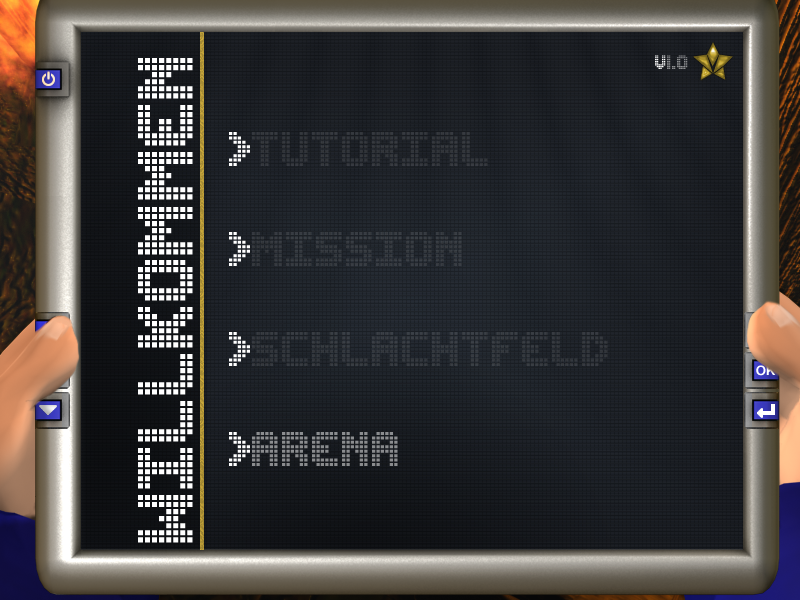 WILLKOMMEN
V1.0
>TUTORIAL
>MISSION
>SCHLACHTFELD
>ARENA
OK